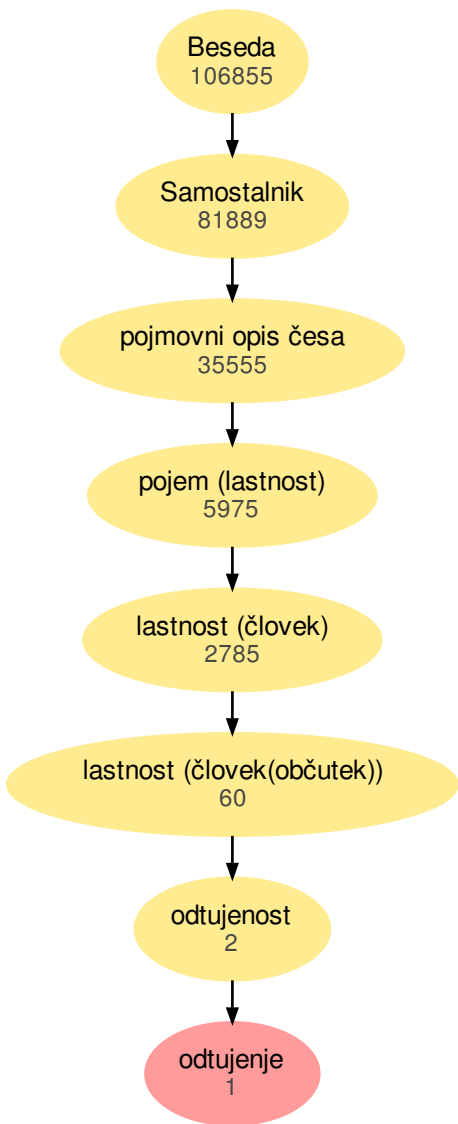 Beseda
106855
Samostalnik
81889
pojmovni opis česa
35555
pojem (lastnost)
5975
lastnost (človek)
2785
lastnost (človek(občutek))
60
odtujenost
2
odtujenje
1